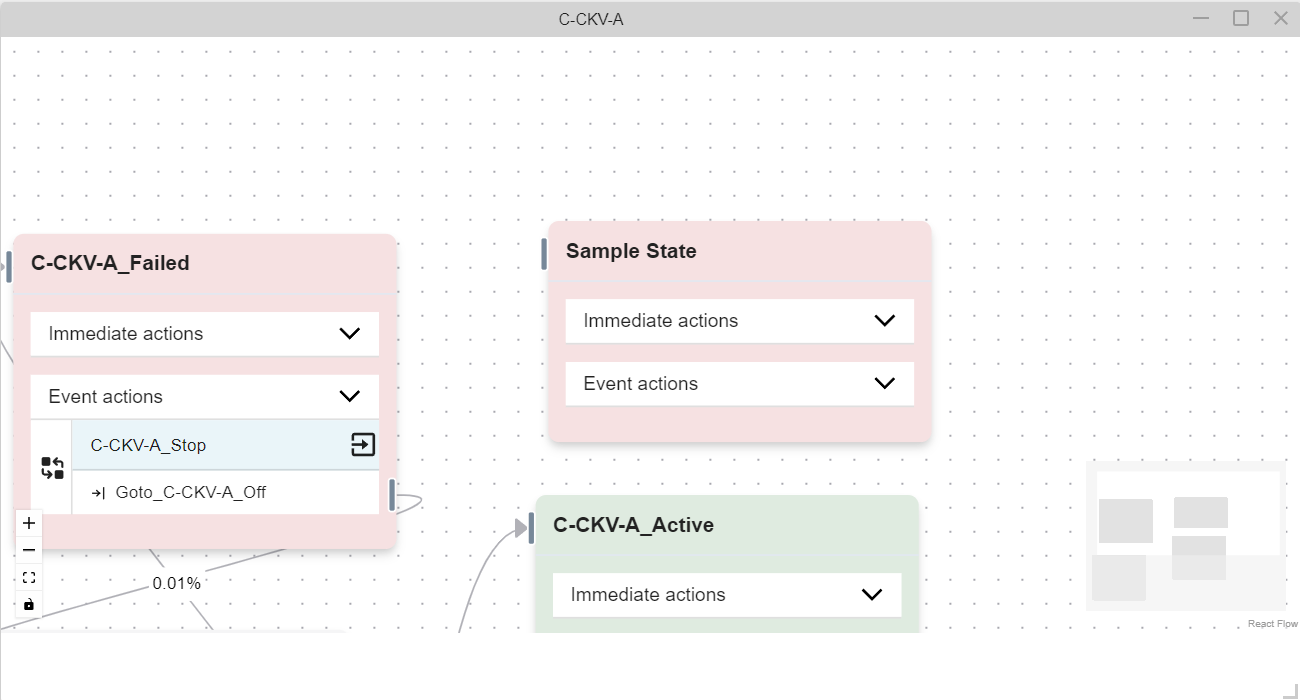 C-CKV-A
C-CKV-A_Failed
Immediate actions
Event actions
C-CKV-A_Stop
Goto_C-CKV-A_Off
0.01%
Sample State
Immediate actions
Event actions
C-CKV-A_Active
Immediate actions
React Flow